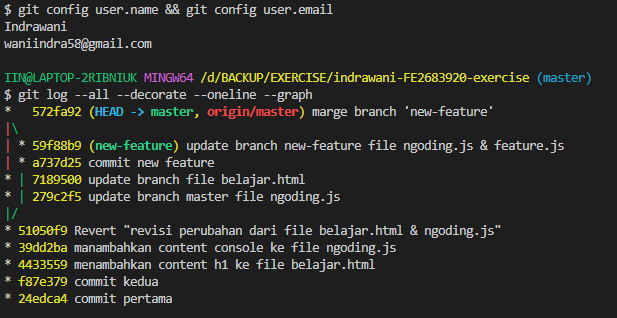 $ git config user.name && git config user.email
Indrawani
waniindra58@gmail.com
IIN@LAPTOP-2RIBNIUK MINGW64 /d/BACKUP/EXERCISE/indrawani-FE2683920-exercise (master)
$ git log --all --decorate --oneline --graph
*   572fa92 (HEAD -> master, origin/master) marge branch 'new-feature'
|\
| * 59f88b9 (new-feature) update branch new-feature file ngoding.js & feature.js
| * a737d25 commit new feature
* | 7189500 update branch file belajar.html
* | 279c2f5 update branch master file ngoding.js
|/
* 51050f9 Revert "revisi perubahan dari file belajar.html & ngoding.js"
* 39dd2ba manambahkan content console ke file ngoding.js
* 4433559 menambahkan content h1 ke file belajar.html
* f87e379 commit kedua
* 24edca4 commit pertama